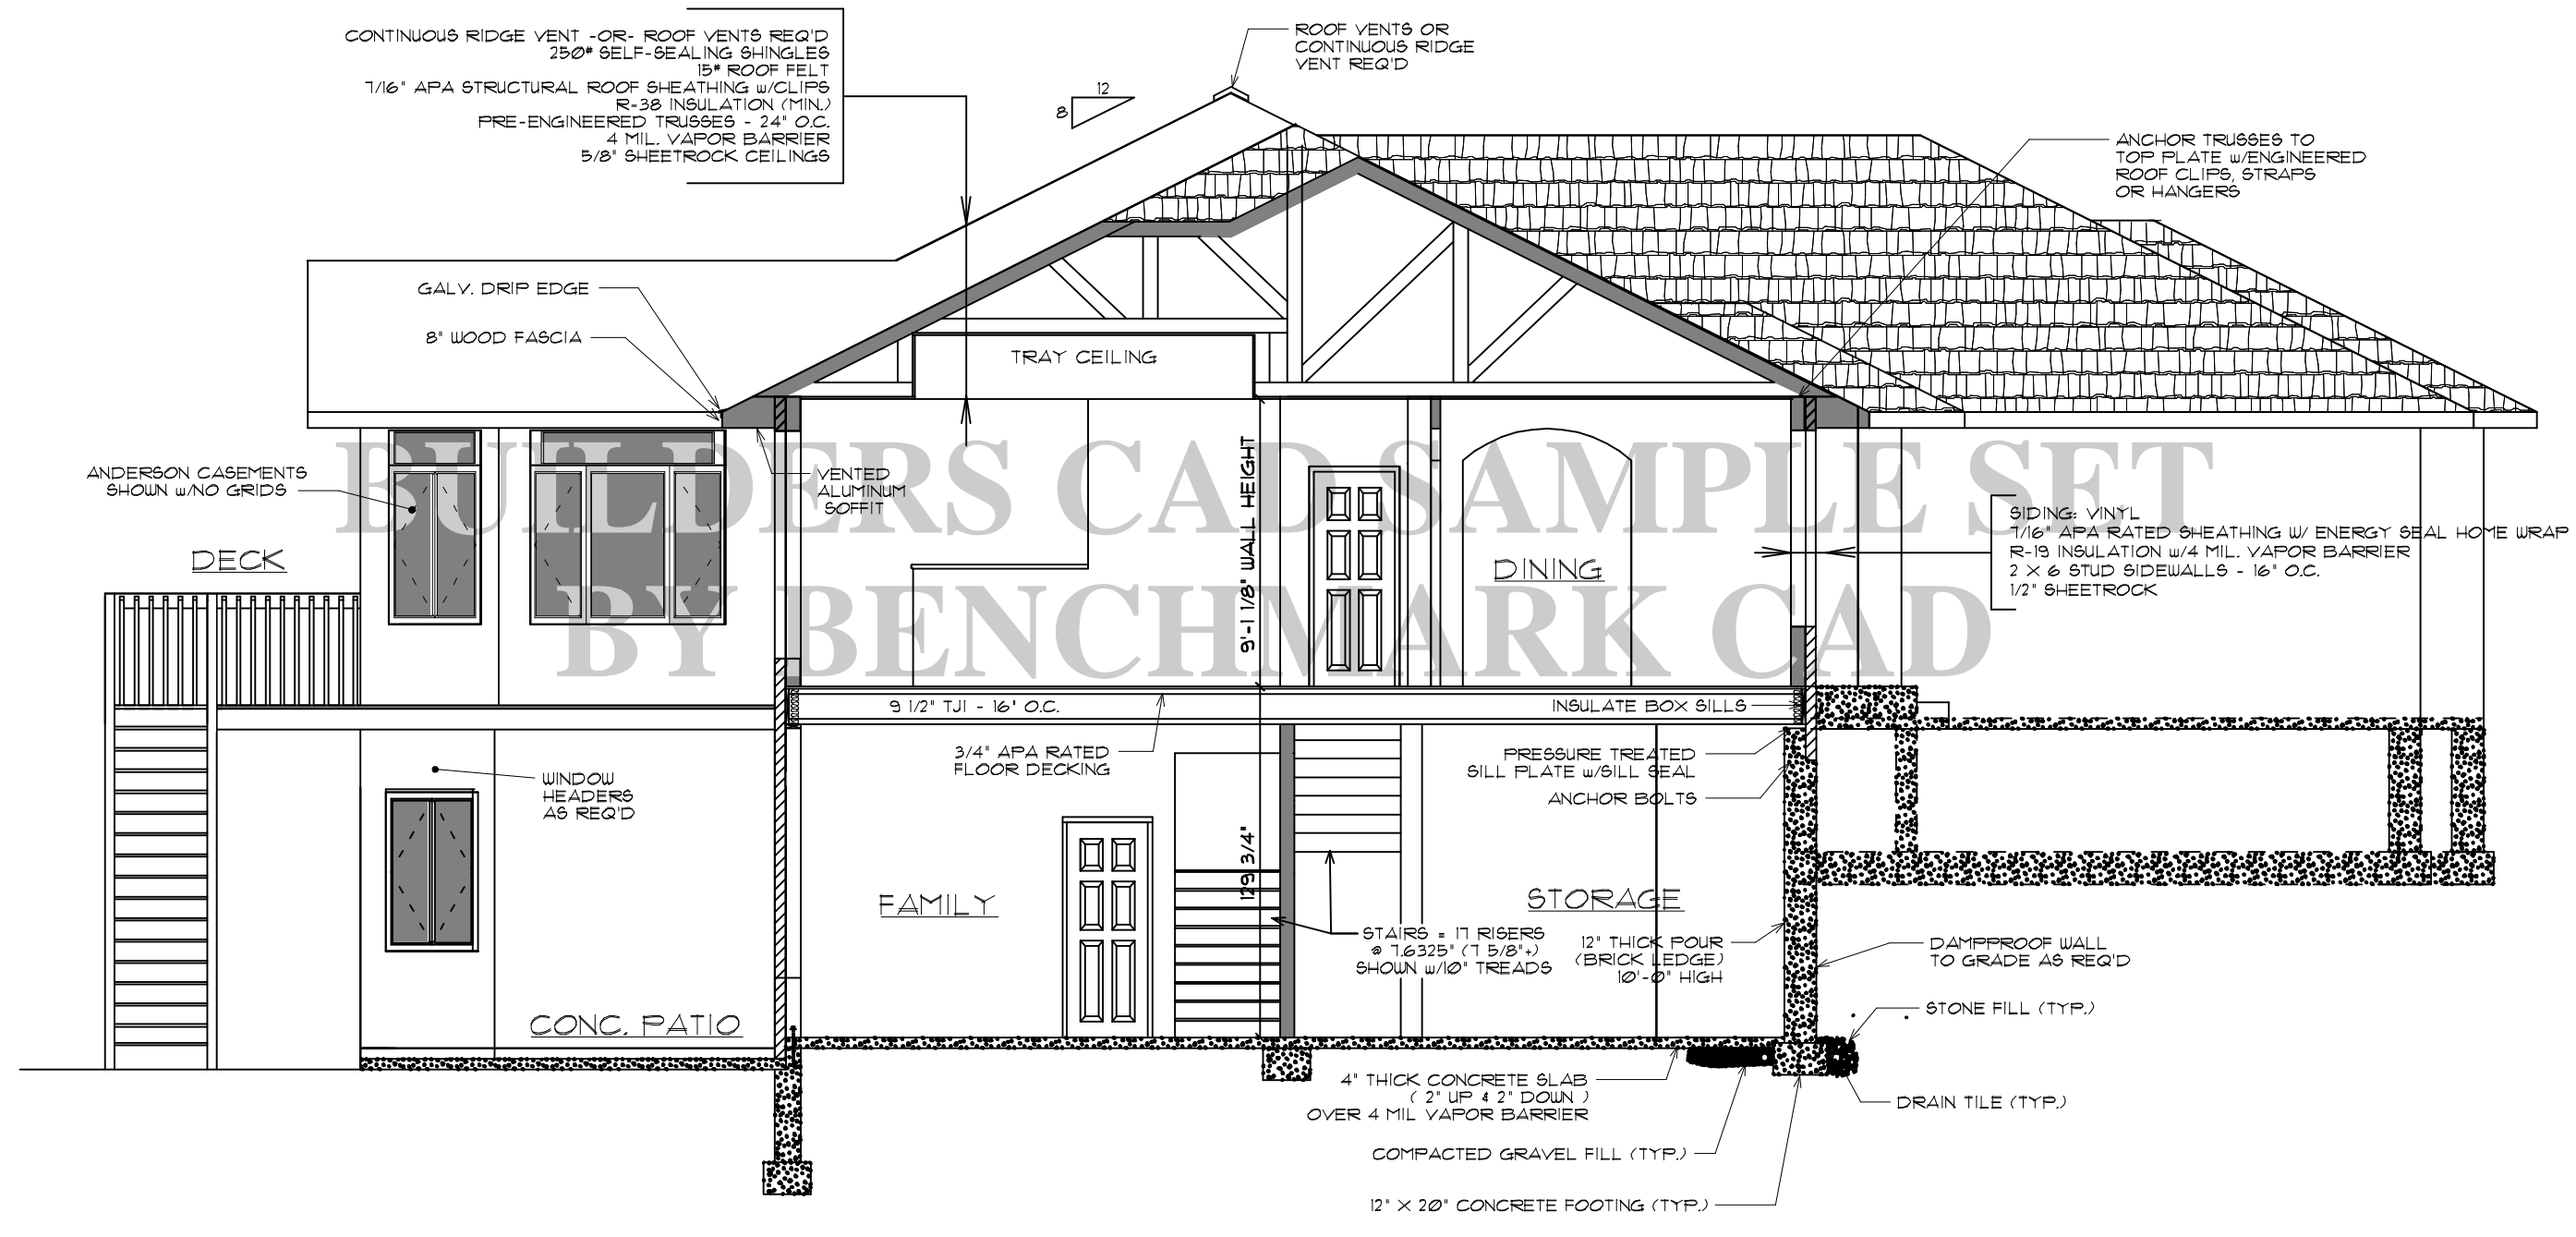 CONTINUOUS RIDGE VENT -OR- ROOF VENTS REQ'D
250# SELF-SEALING SHINGLES
15# ROOF FELT
7/16" APA STRUCTURAL ROOF SHEATHING w/CLIPS
R-38 INSULATION (MIN.)
PRE-ENGINEERED TRUSSES - 24" O.C.
4 MIL. VAPOR BARRIER
5/8" SHEETROCK CEILINGS
12
8
ROOF VENTS OR
CONTINUOUS RIDGE
VENT REQ'D
ANCHOR TRUSSES TO
TOP PLATE w/ENGINEERED
ROOF CLIPS, STRAPS
OR HANGERS
GALV. DRIP EDGE
8" WOOD FASCIA
TRAY CEILING
ANDERSON CASEMENTS
SHOWN w/NO GRIDS
VENTED
ALUMINUM
SOFFIT
BUILDERS CAD SAMPLE SET
BY BENCHMARK CAD
9'-1 1/8" WALL HEIGHT
DECK
DINING
SIDING: VINYL
7/16" APA RATED SHEATHING W/ ENERGY SEAL HOME WRAP
R-19 INSULATION w/4 MIL. VAPOR BARRIER
2 X 6 STUD SIDEWALLS - 16" O.C.
1/2" SHEETROCK
9 1/2" TJI - 16' O.C.
INSULATE BOX SILLS
3/4" APA RATED
FLOOR DECKING
PRESSURE TREATED
SILL PLATE w/SILL SEAL
ANCHOR BOLTS
WINDOW
HEADERS
AS REQ'D
129 3/4"
FAMILY
STORAGE
STAIRS = 17 RISERS
@ 7.6325" (7 5/8"+)
SHOWN w/10" TREADS
12" THICK POUR
(BRICK LEDGE)
10'-0" HIGH
DAMPPROOF WALL
TO GRADE AS REQ'D
STONE FILL (TYP.)
CONC. PATIO
4" THICK CONCRETE SLAB
( 2" UP & 2" DOWN )
OVER 4 MIL VAPOR BARRIER
DRAIN TILE (TYP.)
COMPACTED GRAVEL FILL (TYP.)
12" X 20" CONCRETE FOOTING (TYP.)